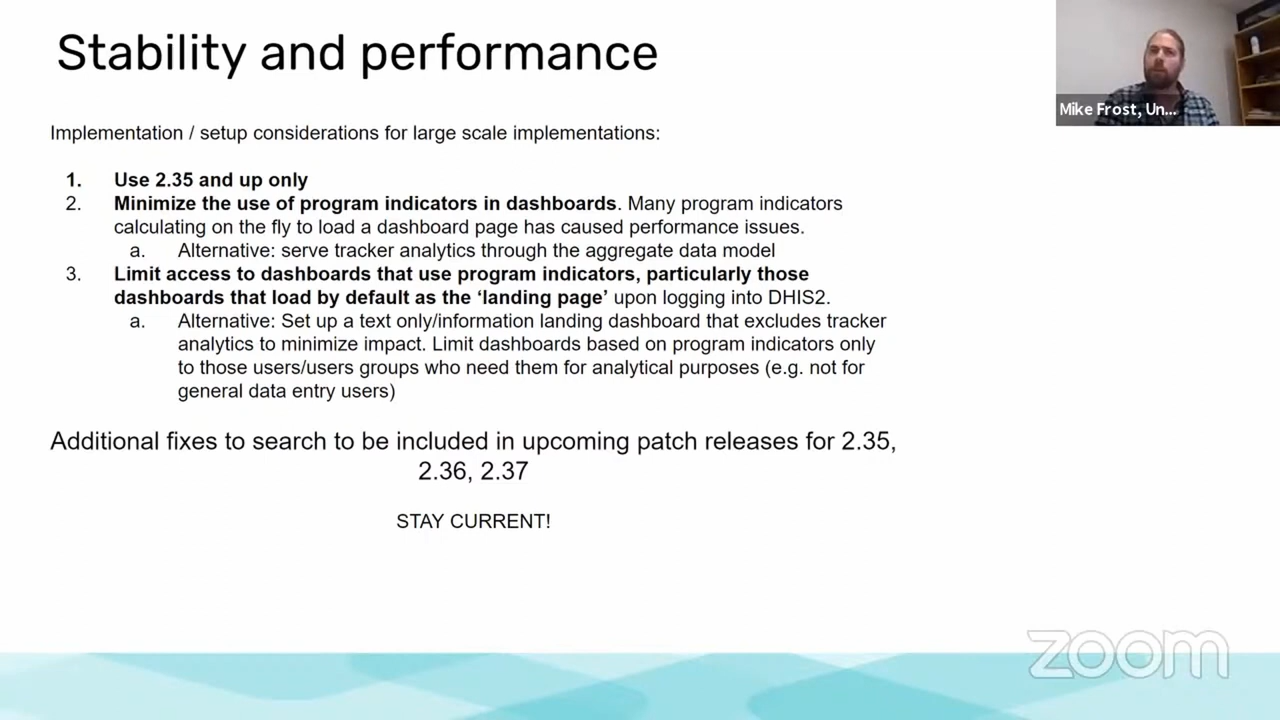 Stability and performance
Mike Frost, Un...
Implementation / setup considerations for large scale implementations:
1. Use 2.35 and up only
2. Minimize the use of program indicators in dashboards. Many program indicators
calculating on the fly to load a dashboard page has caused performance issues.
a. Alternative: serve tracker analytics through the aggregate data model
3. Limit access to dashboards that use program indicators, particularly those
dashboards that load by default as the ‘landing page’ upon logging into DHIS2.
a. Alternative: Set up a text only/information landing dashboard that excludes tracker
analytics to minimize impact. Limit dashboards based on program indicators only
to those users/users groups who need them for analytical purposes (e.g. not for
general data entry users)
Additional fixes to search to be included in upcoming patch releases for 2.35,
2.36, 2.37
STAY CURRENT!
zoom